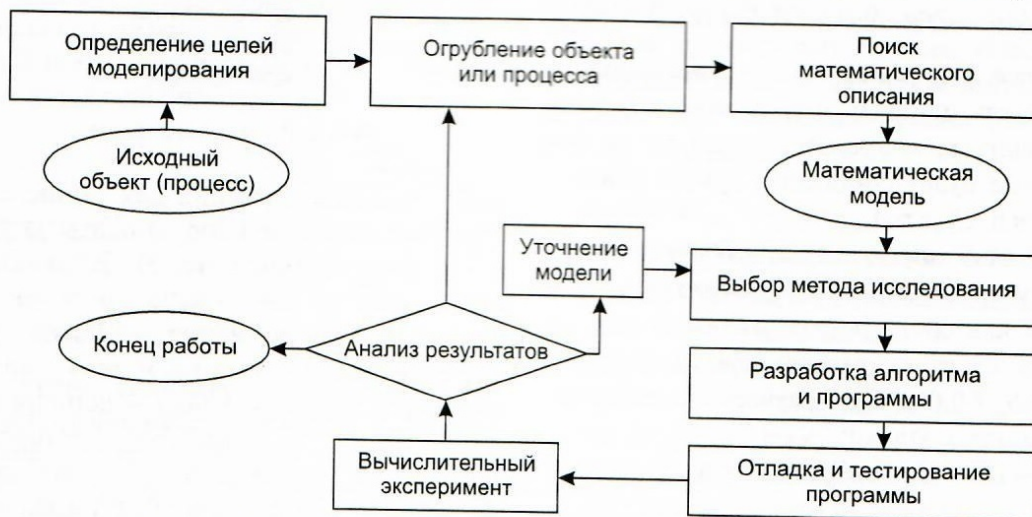 Определение целей
моделирования
Огрубление объекта
или процесса
Поиск
математического
описания
Исходный
объект (процесс)
Математическая
модель
Уточнение
модели
Выбор метода исследования
Конец работы
Анализ результатов
Разработка алгоритма
и программы
Вычислительный
эксперимент
Отладка и тестирование
программы